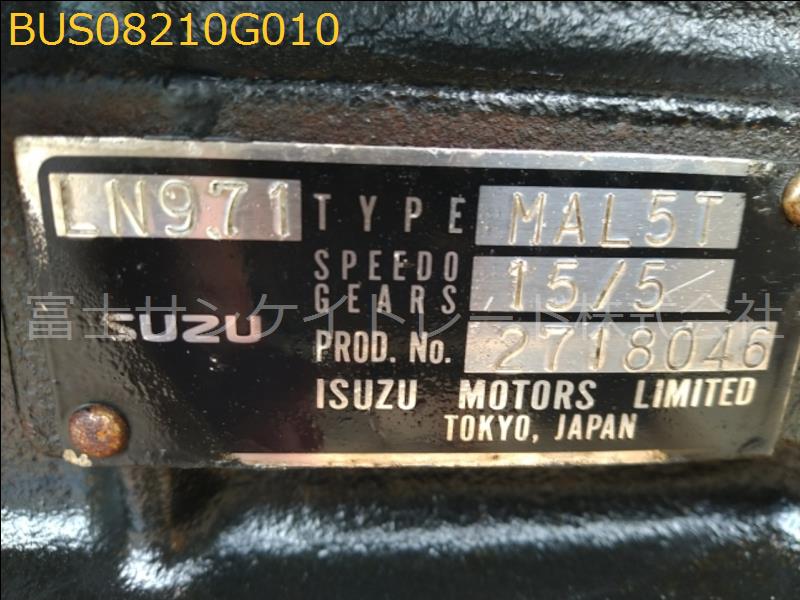 BUS08210G010
LN971 TYPE MAL5T
SPEEDO GEARS 15/5
富士サンケイトレード株式会社
ISUZU PROD. No. 2718046
ISUZU MOTORS LIMITED
TOKYO, JAPAN